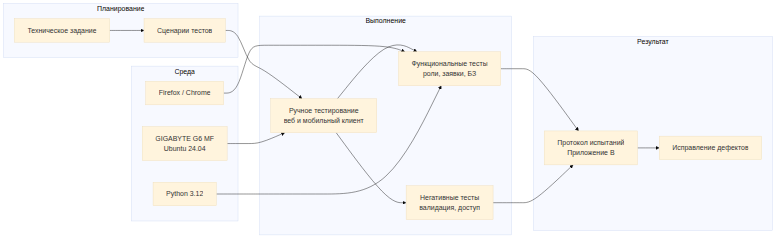 Планирование
Техническое задание
Сценарии тестов
Среда
Firefox / Chrome
GIGABYTE G6 MF
Ubuntu 24.04
Python 3.12
Выполнение
Ручное тестирование
веб и мобильный клиент
Функциональные тесты
роли, заявки, БЗ
Негативные тесты
валидация, доступ
Результат
Протокол испытаний
Приложение В
Исправление дефектов